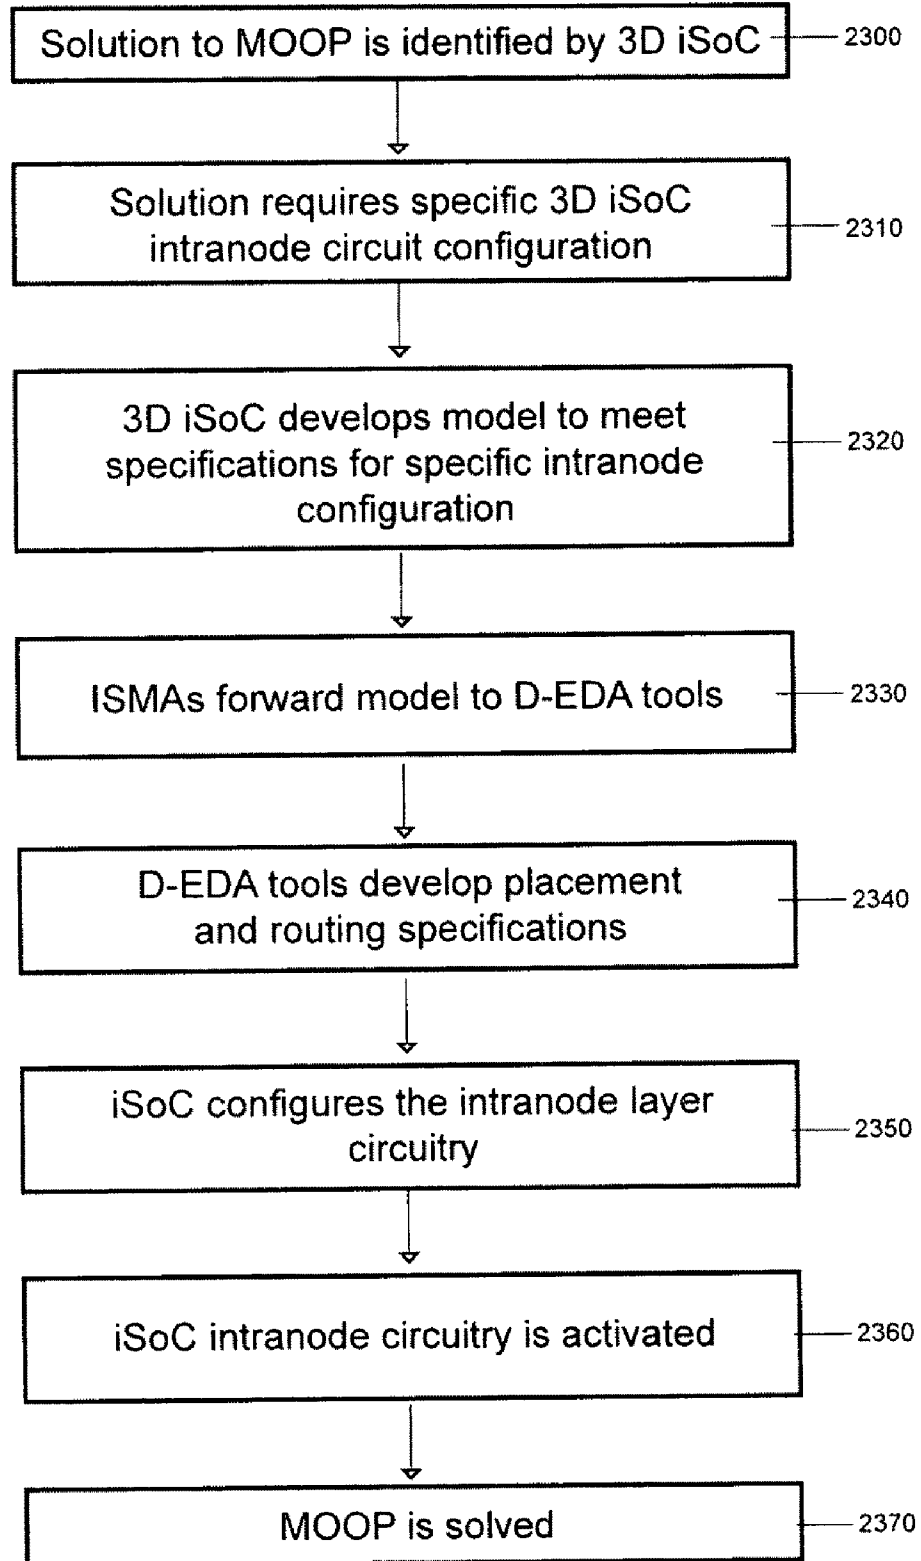 Solution to MOOP is identified by 3D iSoC
2300
Solution requires specific 3D iSoC
intranode circuit configuration
2310
3D iSoC develops model to meet
specifications for specific intranode
configuration
2320
ISMAs forward model to D-EDA tools
2330
D-EDA tools develop placement
and routing specifications
2340
iSoC configures the intranode layer
circuitry
2350
iSoC intranode circuitry is activated
2360
MOOP is solved
2370